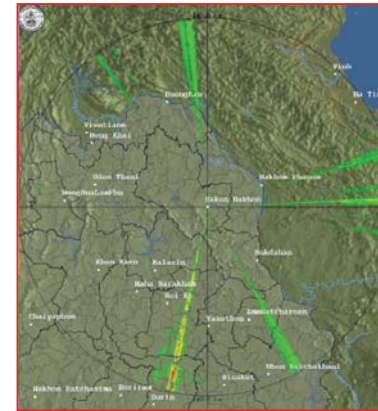 Vinh
Ha Ti
Vientiane
Nong Khai
Udon Thani
Nakhon Phanom
Sakon Nakhon
Mukdahan
Khon Kaen
Kalasin
Maha Sarakham
Roi Et
Chaiyaphum
Yasothon
Amnatcharoen
Ubon Ratchathani
Sisaket
Nakhon Ratchasima
Buriram
Surin